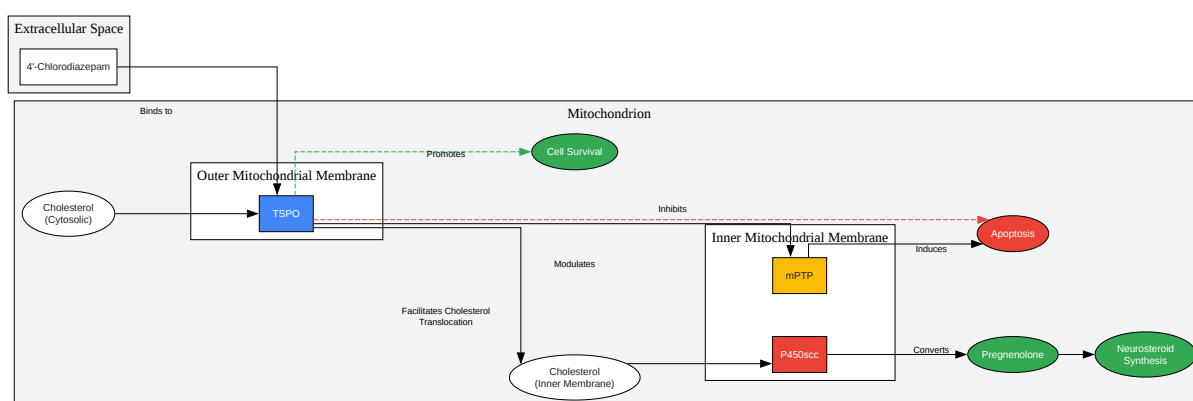 Extracellular Space
4'-Chlorodiazepam
Binds to
Mitochondrion
Promotes
Cell Survival
Outer Mitochondrial Membrane
Cholesterol
(Cytosolic)
TSPO
Inhibits
Apoptosis
Inner Mitochondrial Membrane
Induces
Modulates
mPTP
Facilitates Cholesterol
Translocation
P450scc
Converts
Pregnenolone
Neurosteroid
Synthesis
Cholesterol
(Inner Membrane)